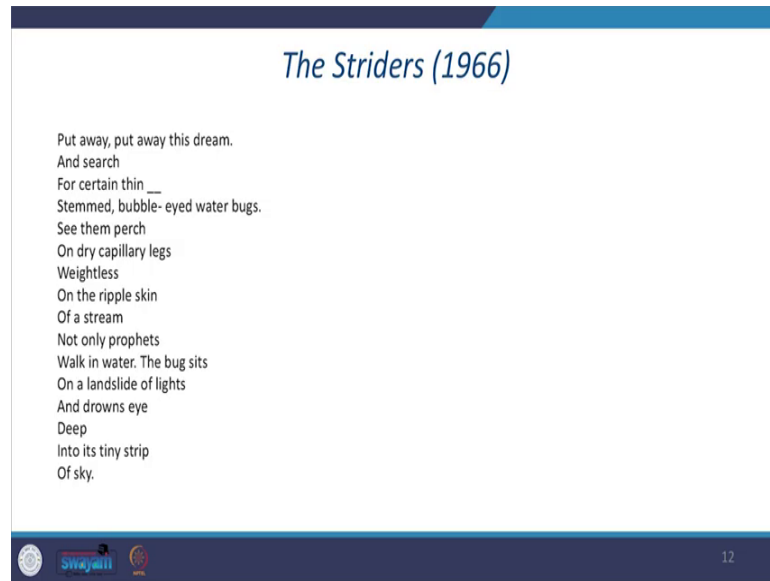 The Striders (1966)
Put away, put away this dream.
And search
For certain thin __
Stemmed, bubble- eyed water bugs.
See them perch
On dry capillary legs
Weightless
On the ripple skin
Of a stream
Not only prophets
Walk in water. The bug sits
On a landslide of lights
And drowns eye
Deep
Into its tiny strip
Of sky.
swayam
12